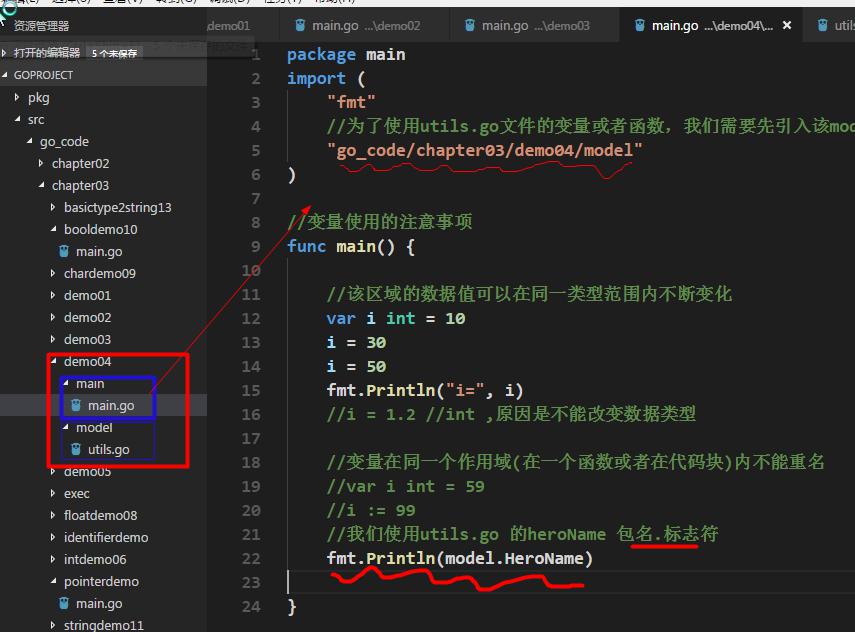 资源管理器
demo01
main.go ...\demo02
main.go ...\demo03
main.go ...\demo04\...
打开的编辑器 5个未保存
GOPROJECT
pkg
src
go_code
chapter02
chapter03
basictype2string13
booldemo10
main.go
chardemo09
demo01
demo02
demo03
demo04
main
main.go
model
utils.go
demo05
exec
floatdemo08
identifierdemo
intdemo06
pointerdemo
main.go
stringdemo11
1 package main
2 import (
3 "fmt"
4 //为了使用utils.go文件的变量或者函数，我们需要先引入该mod
5 "go_code/chapter03/demo04/model"
6 )
7
8 //变量使用的注意事项
9 func main() {
10
11 //该区域的数据值可以在同一类型范围内不断变化
12 var i int = 10
13 i = 30
14 i = 50
15 fmt.Println("i=", i)
16 //i = 1.2 //int ,原因是不能改变数据类型
17
18 //变量在同一个作用域(在一个函数或者在代码块)内不能重名
19 //var i int = 59
20 //i := 99
21 //我们使用utils.go 的heroName 包名.标志符
22 fmt.Println(model.HeroName)
23
24 }